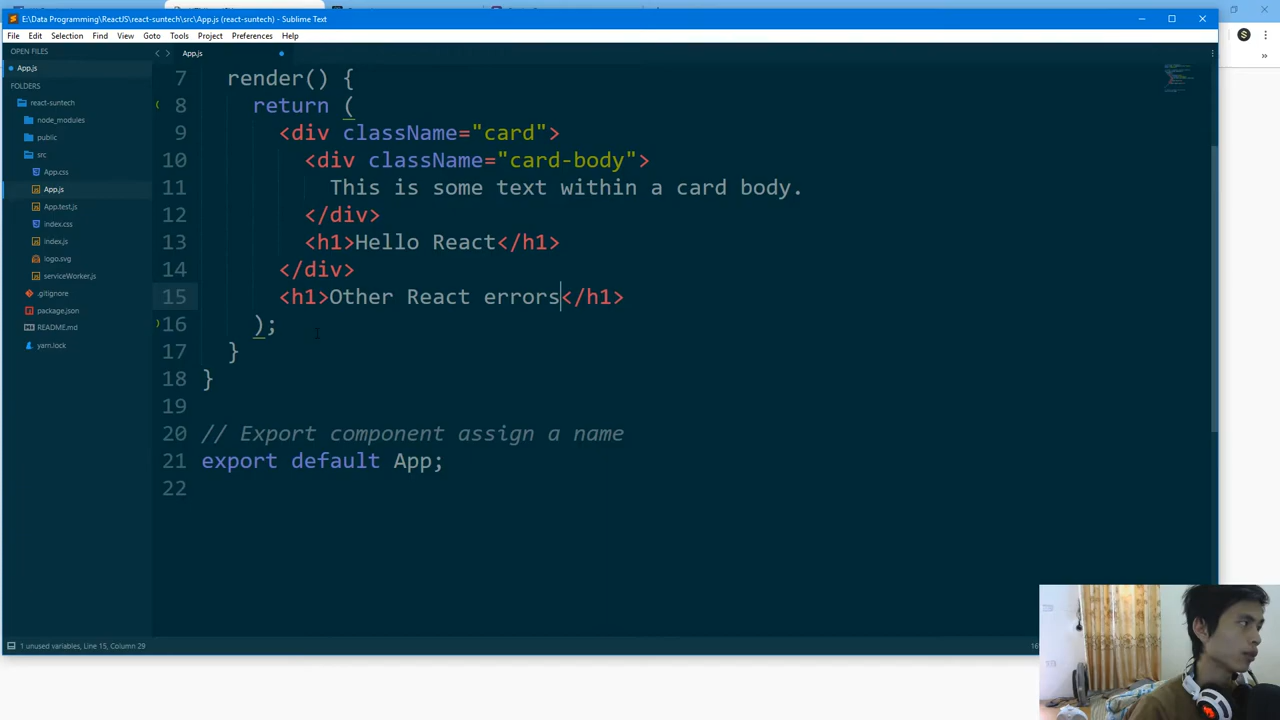 E:\Data Programming\ReactJS\react-suntech\src\App.js (react-suntech) - Sublime Text
File Edit Selection Find View Goto Tools Project Preferences Help
OPEN FILES
App.js
App.js
FOLDERS
react-suntech
node_modules
public
src
App.css
App.js
App.test.js
index.css
index.js
logo.svg
serviceWorker.js
.gitignore
package.json
README.md
yarn.lock
7 render() {
8 return (
9 <div className="card">
10 <div className="card-body">
11 This is some text within a card body.
12 </div>
13 <h1>Hello React</h1>
14 </div>
15 <h1>Other React errors</h1>
16 );
17 }
18 }
19
20 // Export component assign a name
21 export default App;
22
1 unused variables, Line 15, Column 29
S